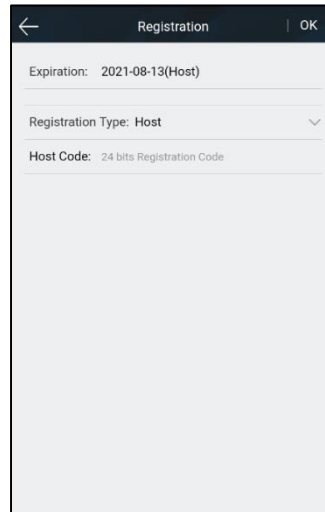 Registration | OK
Expiration: 2021-08-13(Host)
Registration Type: Host
Host Code: 24 bits Registration Code